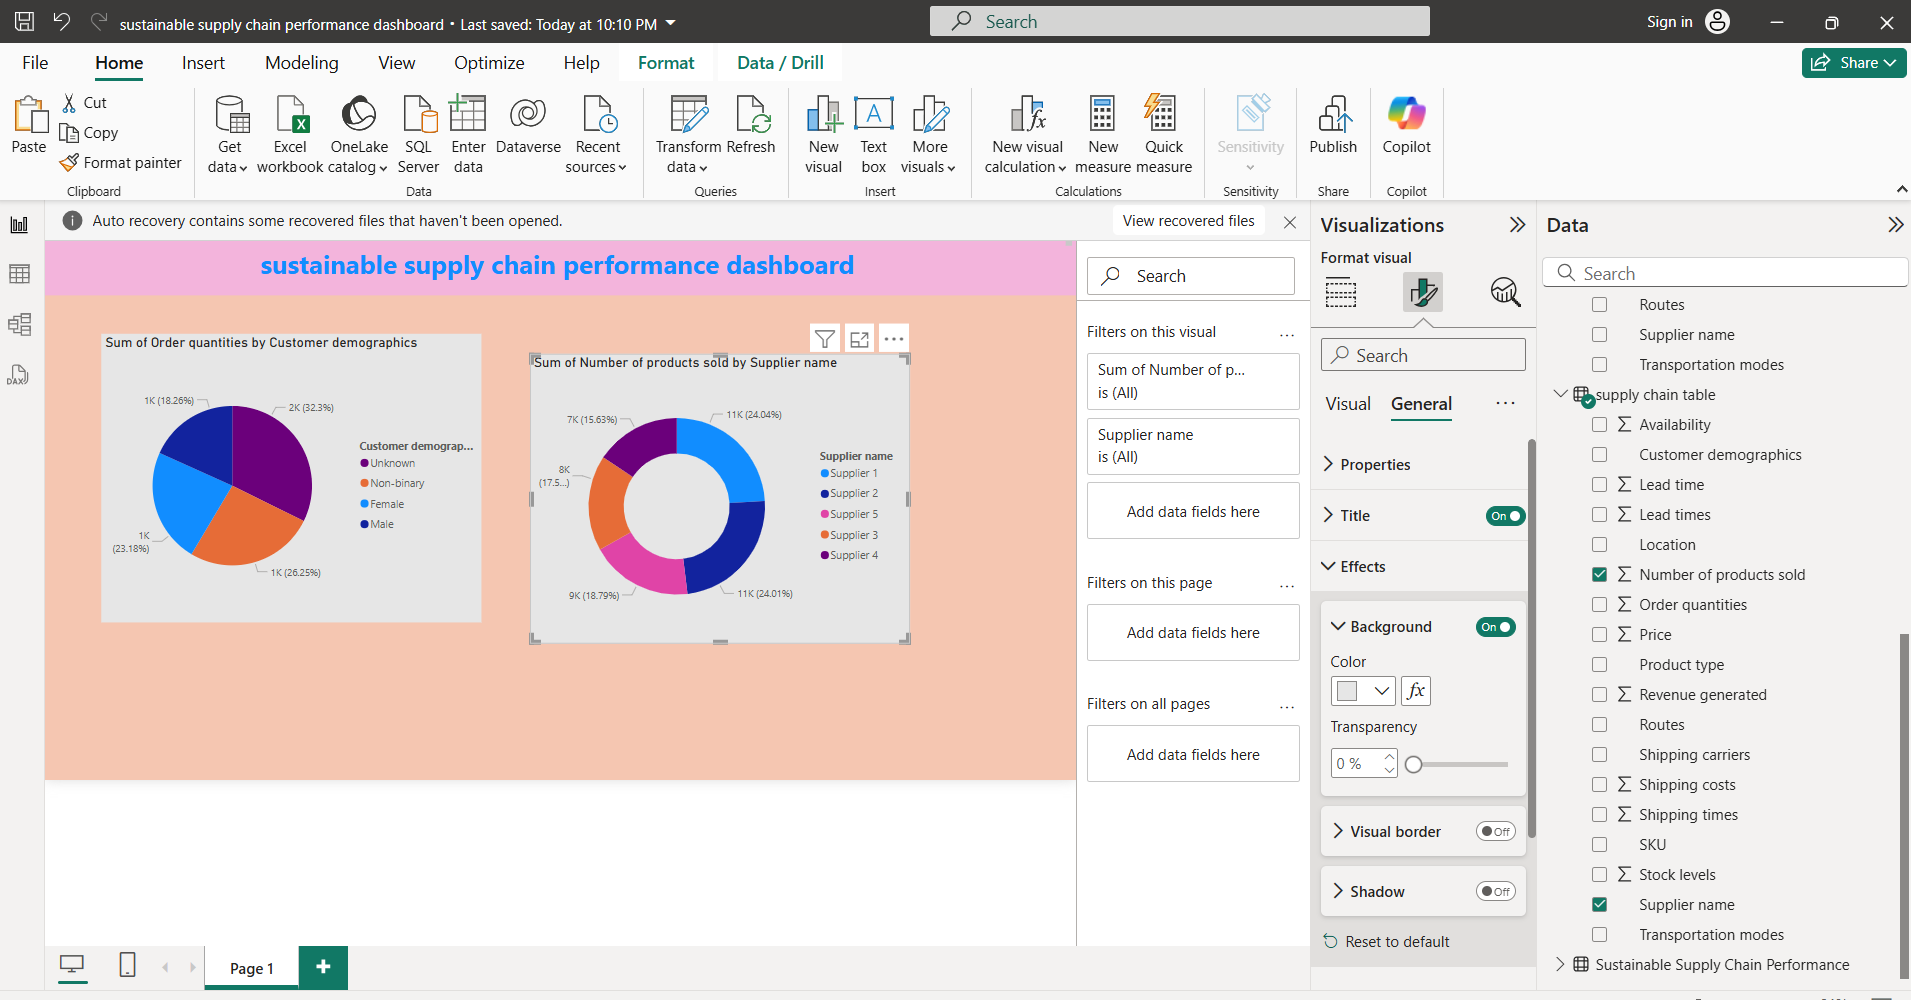 sustainable supply chain performance dashboard • Last saved: Today at 10:10 PM
Search
Sign in
File
Home
Insert
Modeling
View
Optimize
Help
Format
Data / Drill
Share
Paste
Cut
Copy
Format painter
Clipboard
Get data
Excel workbook
OneLake catalog
SQL Server
Enter data
Dataverse
Recent sources
Data
Transform data
Refresh
Queries
New visual
Text box
More visuals
Insert
New visual calculation
New measure
Quick measure
Calculations
Sensitivity
Sensitivity
Publish
Share
Copilot
Copilot
Auto recovery contains some recovered files that haven't been opened.
View recovered files
sustainable supply chain performance dashboard
Sum of Order quantities by Customer demographics
1K (18.26%)
2K (32.3%)
1K
(23.18%)
1K (26.25%)
Customer demograp...
Unknown
Non-binary
Female
Male
Sum of Number of products sold by Supplier name
7K (15.63%)
11K (24.04%)
8K
(17.5...)
9K (18.79%)
11K (24.01%)
Supplier name
Supplier 1
Supplier 2
Supplier 5
Supplier 3
Supplier 4
Search
Filters on this visual
Sum of Number of p...
is (All)
Supplier name
is (All)
Add data fields here
Filters on this page
Add data fields here
Filters on all pages
Add data fields here
Visualizations
Format visual
Search
Visual
General
Properties
Title
On
Effects
Background
On
Color
fx
Transparency
0 %
Visual border
Off
Shadow
Off
Reset to default
Data
Search
Routes
Supplier name
Transportation modes
supply chain table
Availability
Customer demographics
Lead time
Lead times
Location
Number of products sold
Order quantities
Price
Product type
Revenue generated
Routes
Shipping carriers
Shipping costs
Shipping times
SKU
Stock levels
Supplier name
Transportation modes
Sustainable Supply Chain Performance
DAX
Page 1